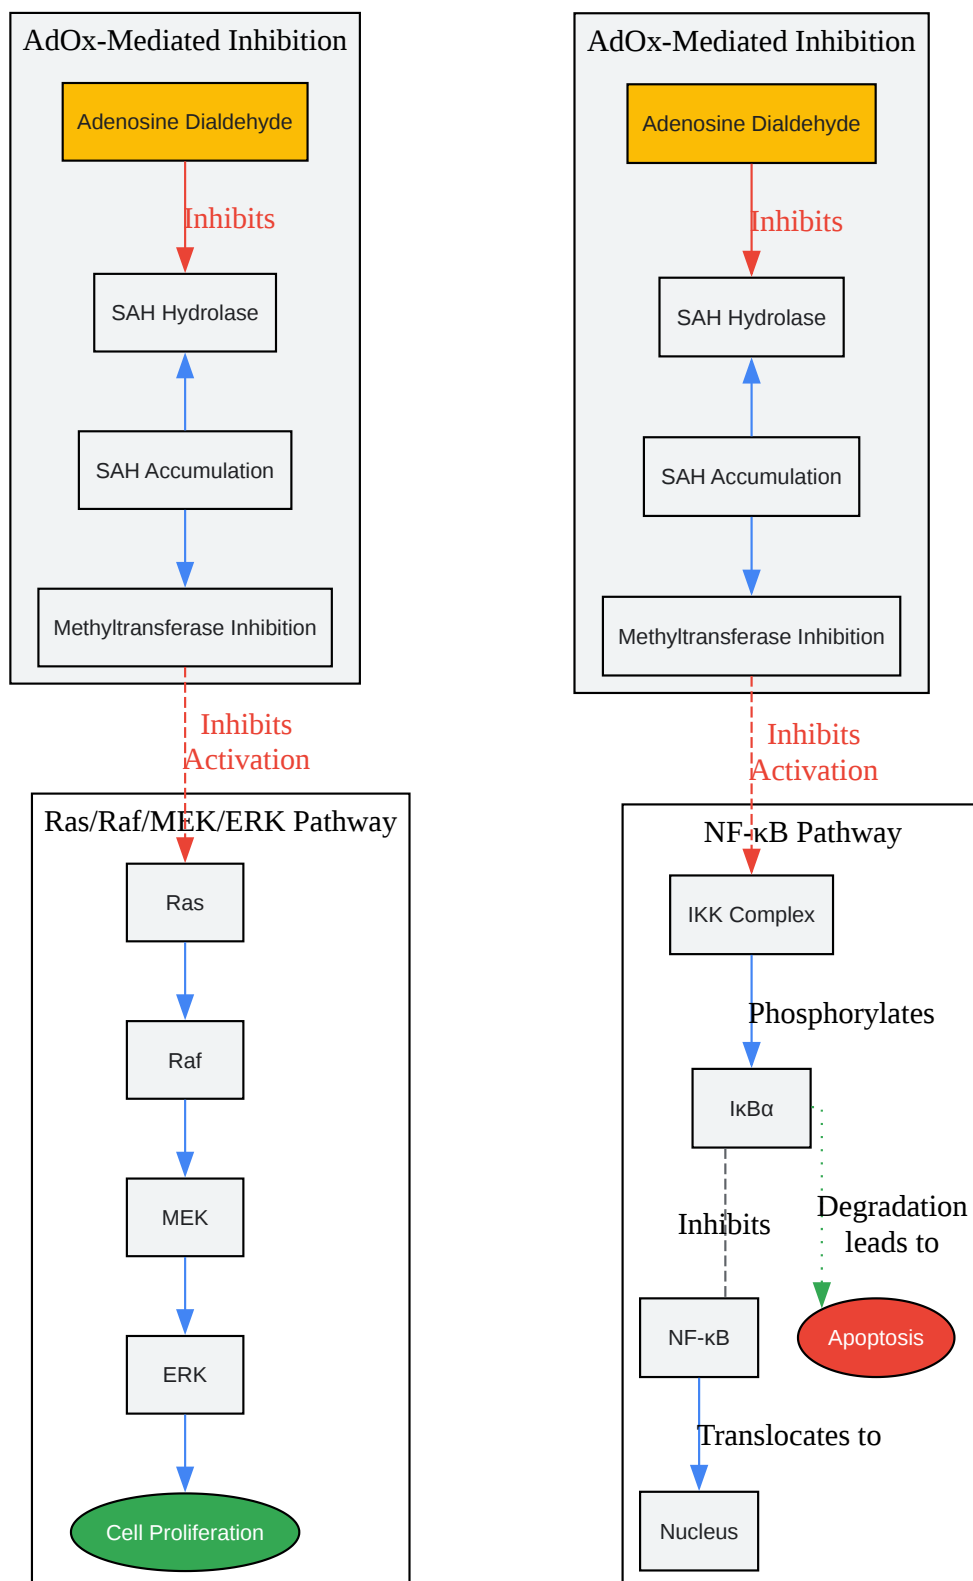 AdOx-Mediated Inhibition
Adenosine Dialdehyde
Inhibits
SAH Hydrolase
SAH Accumulation
Methyltransferase Inhibition
Inhibits
Activation
Ras/Raf/MEK/ERK Pathway
Ras
Raf
MEK
ERK
Cell Proliferation
AdOx-Mediated Inhibition
Adenosine Dialdehyde
Inhibits
SAH Hydrolase
SAH Accumulation
Methyltransferase Inhibition
Inhibits
Activation
NF-κB Pathway
IKK Complex
Phosphorylates
IκBα
Inhibits
Degradation
leads to
NF-κB
Apoptosis
Translocates to
Nucleus